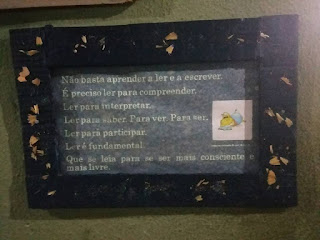 Não basta aprender a ler e a escrever.
É preciso ler para compreender.
Ler para interpretar.
Ler para saber. Para ver. Para ser.
Ler para participar.
Ler é fundamental.
Que se leia para se ser mais consciente e
mais livre.